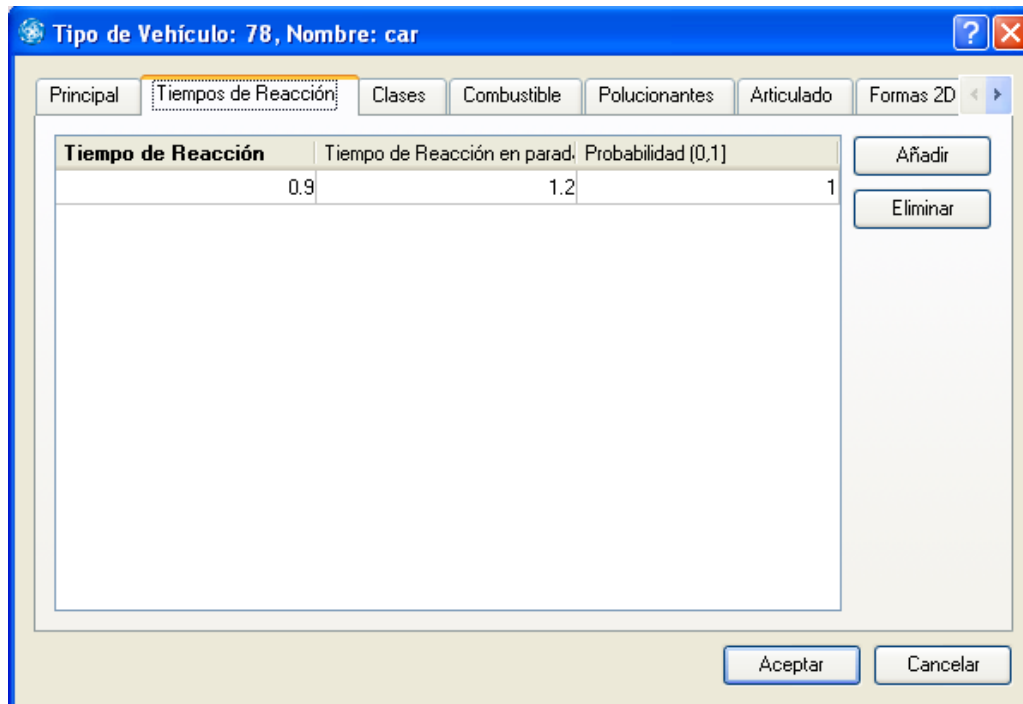 Tipo de Vehículo: 78, Nombre: car
Principal Tiempos de Reacción Clases Combustible Polucionantes Articulado Formas 2D
Tiempo de Reacción Tiempo de Reacción en parad. Probabilidad (0,1] Añadir
0.9 1.2 1
Eliminar
Aceptar Cancelar